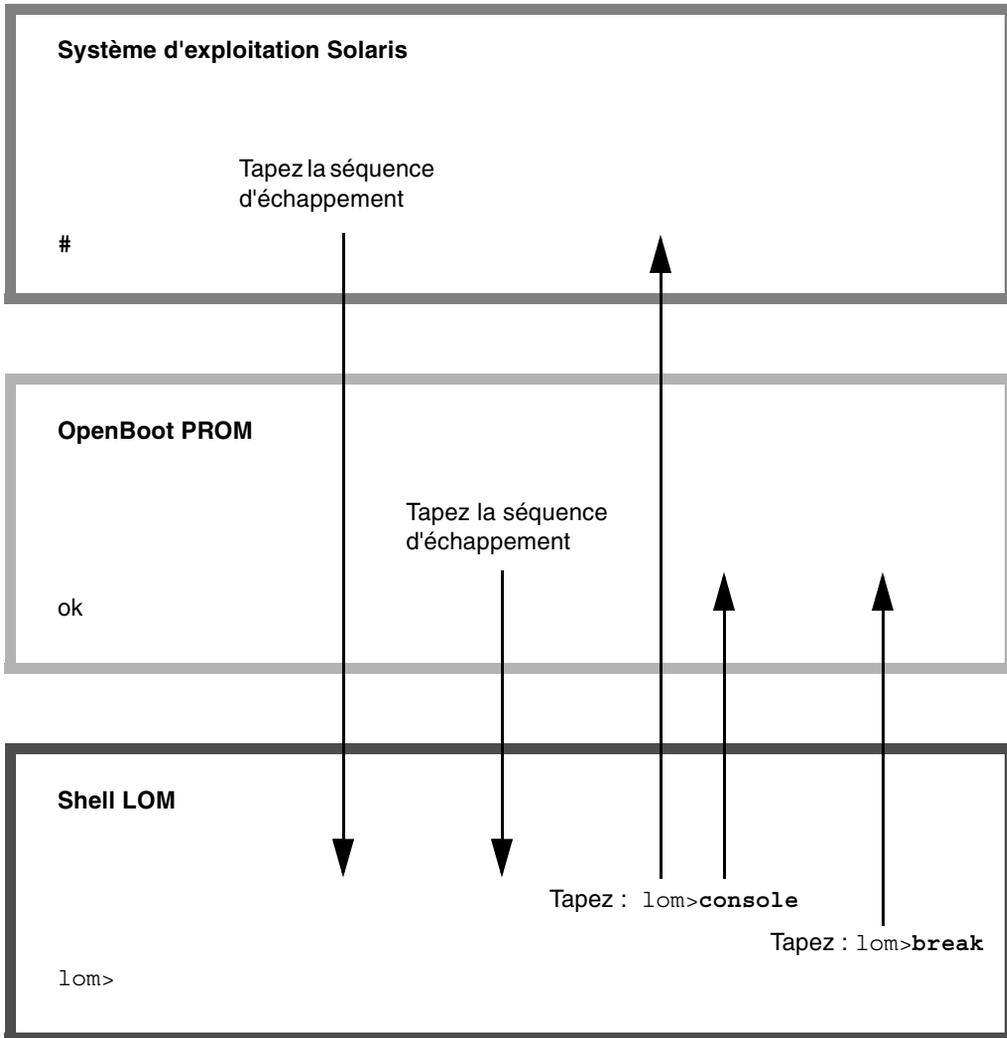 Système d'exploitation Solaris
Tapez la séquence
d'échappement
#
OpenBoot PROM
Tapez la séquence
d'échappement
ok
Shell LOM
Tapez : lom>console
Tapez : lom>break
lom>